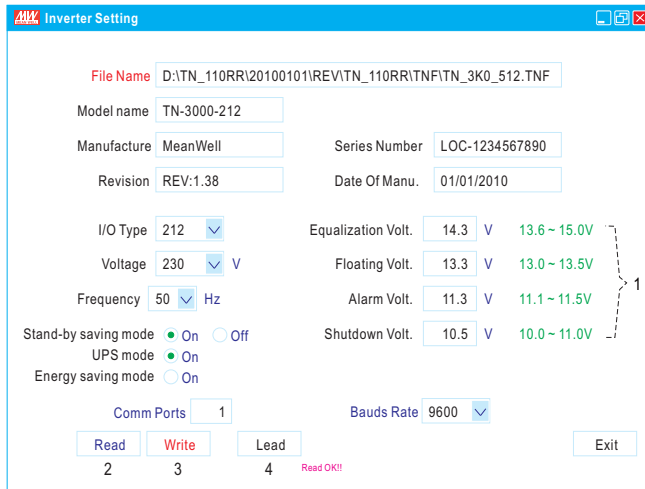 MW MEAN WELL Inverter Setting
File Name D:\TN_110RR\20100101\REV\TN_110RR\TNF\TN_3K0_512.TNF
Model name TN-3000-212
Manufacture MeanWell Series Number LOC-1234567890
Revision REV:1.38 Date Of Manu. 01/01/2010
I/O Type 212 Equalization Volt. 14.3 V 13.6 ~ 15.0V
Voltage 230 V Floating Volt. 13.3 V 13.0 ~ 13.5V
1
Frequency 50 Hz Alarm Volt. 11.3 V 11.1 ~ 11.5V
Stand-by saving mode On Off Shutdown Volt. 10.5 V 10.0 ~ 11.0V
UPS mode On
Energy saving mode On
Comm Ports 1 Bauds Rate 9600
Read Write Lead Exit
2 3 4 Read OK!!